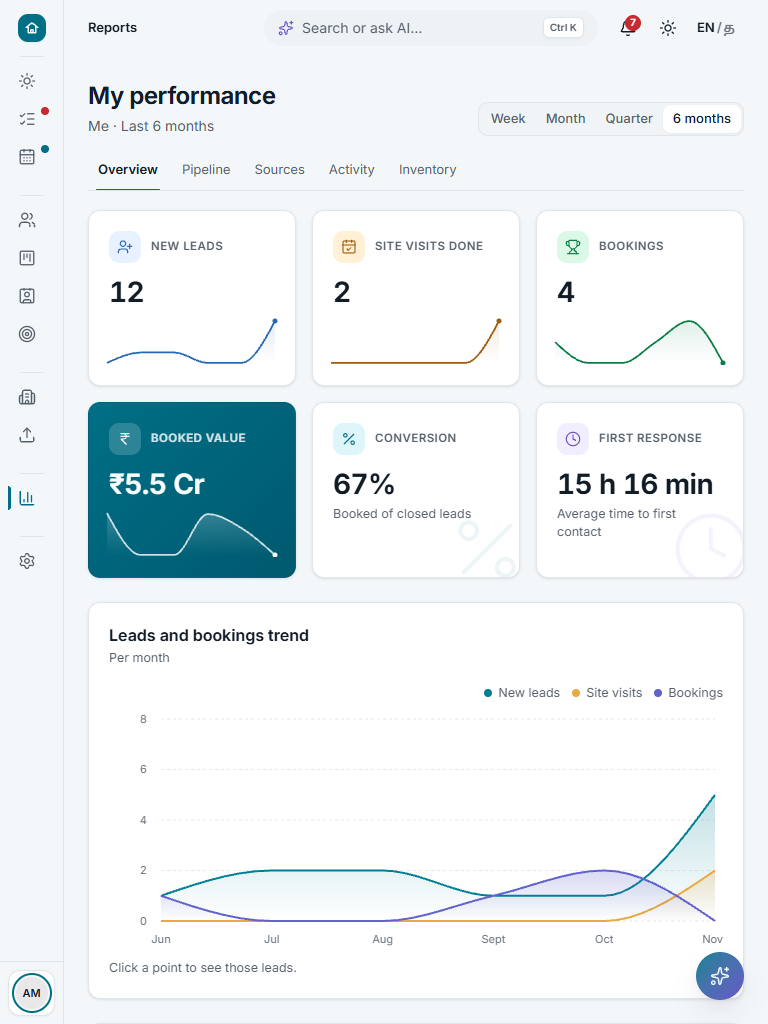 Reports
Search or ask AI...
Ctrl K
7
EN / த
My performance
Me · Last 6 months
Week Month Quarter 6 months
Overview Pipeline Sources Activity Inventory
NEW LEADS
12
SITE VISITS DONE
2
BOOKINGS
4
₹ BOOKED VALUE
₹5.5 Cr
CONVERSION
67%
Booked of closed leads
FIRST RESPONSE
15 h 16 min
Average time to first
contact
Leads and bookings trend
Per month
New leads Site visits Bookings
8
6
4
2
0
Jun Jul Aug Sept Oct Nov
Click a point to see those leads.
AM